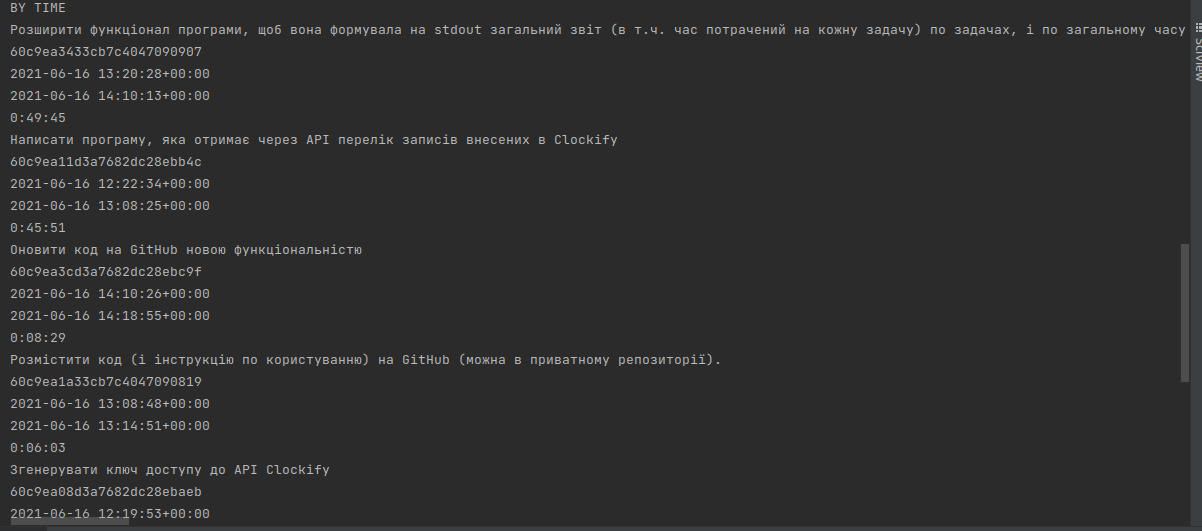 BY TIME
Розширити функціонал програми, щоб вона формувала на stdout загальний звіт (в т.ч. час потрачений на кожну задачу) по задачах, і по загальному часу
60c9ea3433cb7c4047090907
2021-06-16 13:20:28+00:00
2021-06-16 14:10:13+00:00
0:49:45
Написати програму, яка отримає через API перелік записів внесених в Clockify
60c9ea11d3a7682dc28ebb4c
2021-06-16 12:22:34+00:00
2021-06-16 13:08:25+00:00
0:45:51
Оновити код на GitHub новою функціональністю
60c9ea3cd3a7682dc28ebc9f
2021-06-16 14:10:26+00:00
2021-06-16 14:18:55+00:00
0:08:29
Розмістити код (і інструкцію по користуванню) на GitHub (можна в приватному репозиторії).
60c9ea1a33cb7c4047090819
2021-06-16 13:08:48+00:00
2021-06-16 13:14:51+00:00
0:06:03
Згенерувати ключ доступу до API Clockify
60c9ea08d3a7682dc28ebaeb
2021-06-16 12:19:53+00:00
SciView